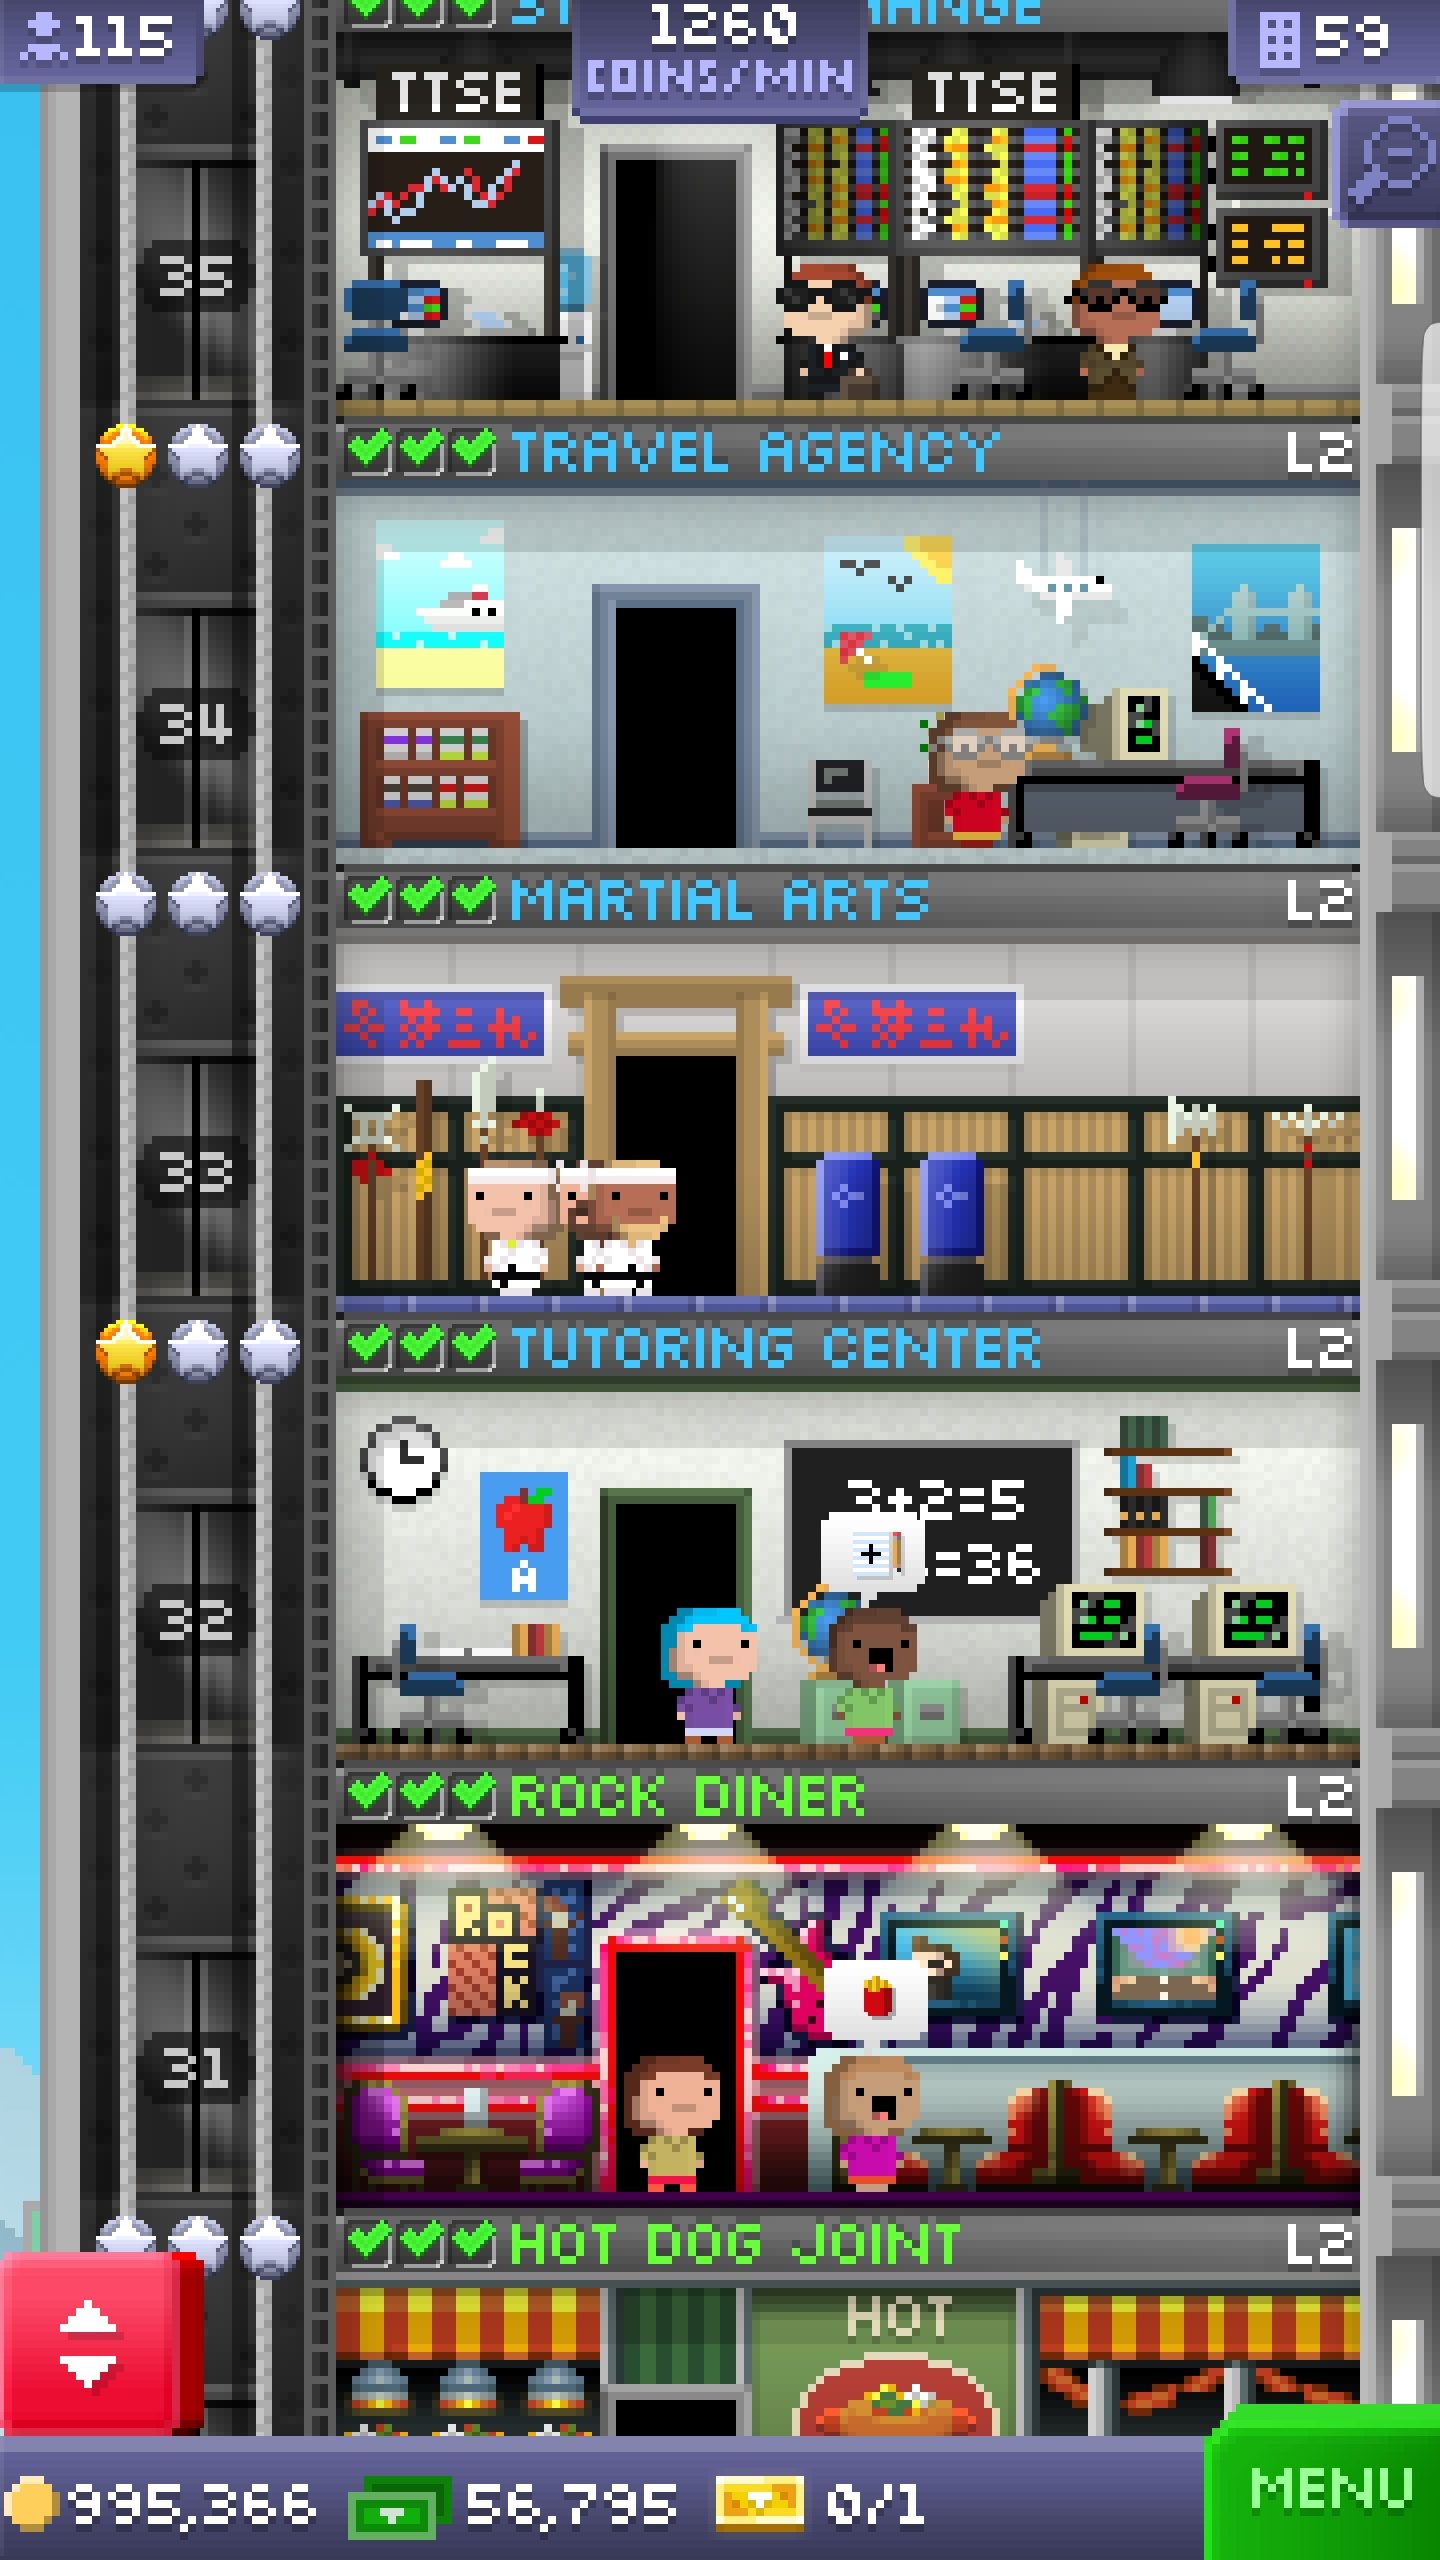 115
1260
COINS/MIN
59
TTSE
TTSE
35
TRAVEL AGENCY
L2
34
MARTIAL ARTS
L2
33
TUTORING CENTER
L2
3+2=5
=36
A
32
ROCK DINER
L2
31
HOT DOG JOINT
L2
HOT
995,366
56,795
0/1
MENU